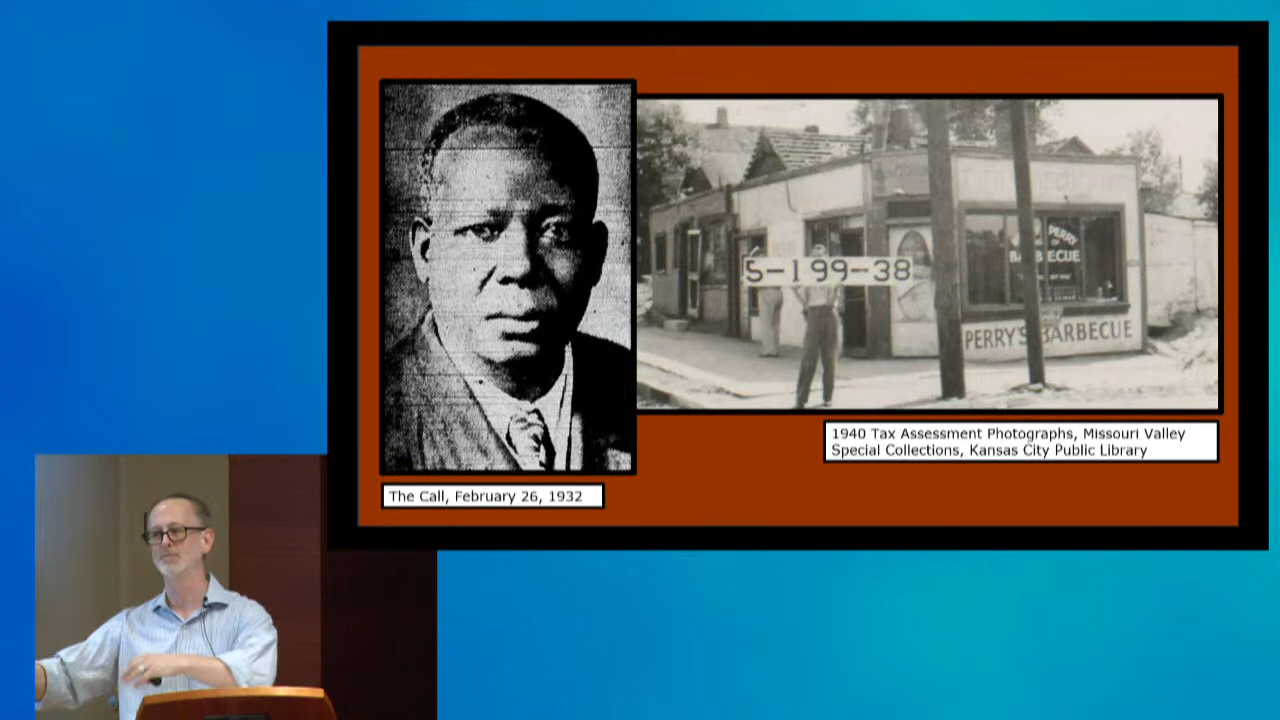 5-199-38
PERRY
BARBECUE
PERRY'S BARBECUE
1940 Tax Assessment Photographs, Missouri Valley
Special Collections, Kansas City Public Library
The Call, February 26, 1932